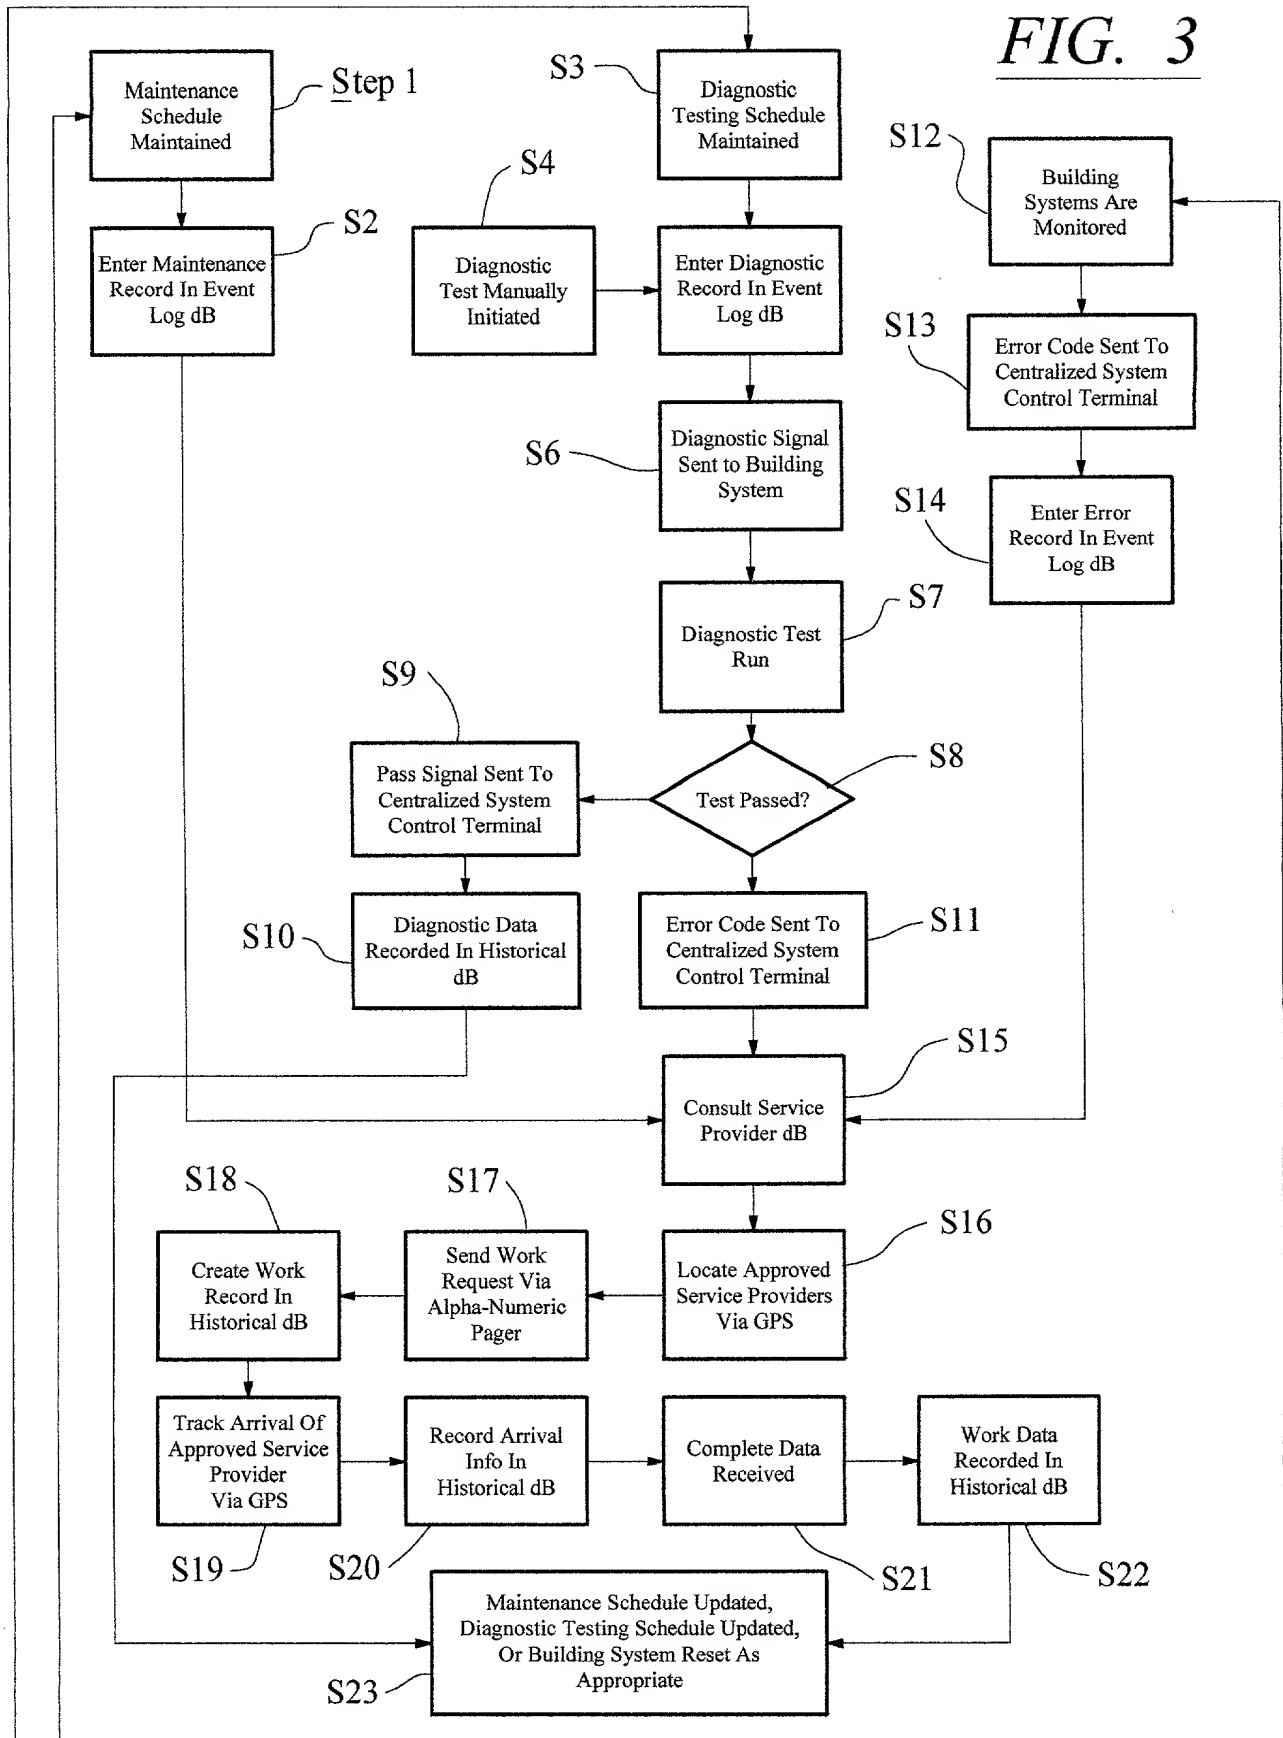 FIG. 3
Maintenance
Schedule
Maintained
Step 1
Enter Maintenance
Record In Event
Log dB
S2
S3
Diagnostic
Testing Schedule
Maintained
S4
Diagnostic
Test Manually
Initiated
Enter Diagnostic
Record In Event
Log dB
S12
Building
Systems Are
Monitored
S13
Error Code Sent To
Centralized System
Control Terminal
S6
Diagnostic Signal
Sent to Building
System
S14
Enter Error
Record In Event
Log dB
S7
Diagnostic Test
Run
S9
Pass Signal Sent To
Centralized System
Control Terminal
S8
Test Passed?
S10
Diagnostic Data
Recorded In Historical
dB
S11
Error Code Sent To
Centralized System
Control Terminal
S15
Consult Service
Provider dB
S18
Create Work
Record In
Historical dB
S17
Send Work
Request Via
Alpha-Numeric
Pager
S16
Locate Approved
Service Providers
Via GPS
Track Arrival Of
Approved Service
Provider
Via GPS
S19
Record Arrival
Info In
Historical dB
S20
Complete Data
Received
S21
Work Data
Recorded In
Historical dB
S22
Maintenance Schedule Updated,
Diagnostic Testing Schedule Updated,
Or Building System Reset As
Appropriate
S23